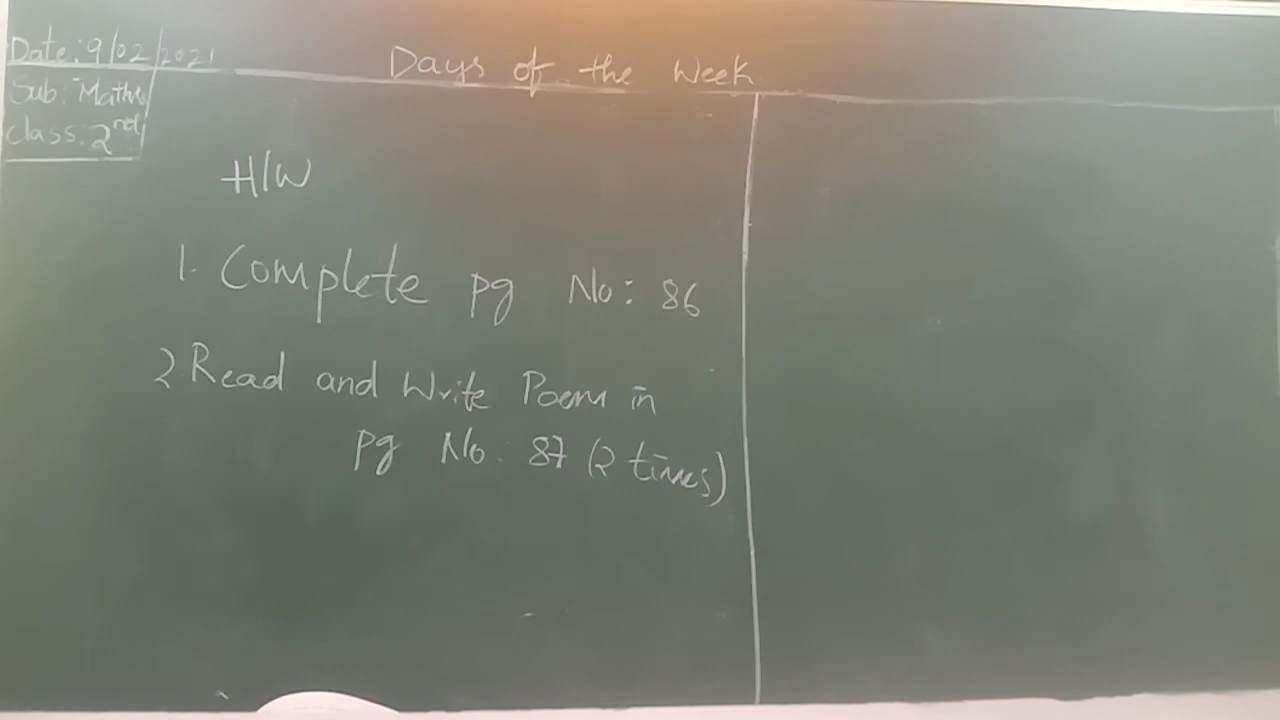 Date: 9/02/2021
Days of the Week
Sub: Maths
Class: 2nd
H/W
1. Complete pg No: 86
2 Read and Write Poem in
pg No. 87 (2 times)